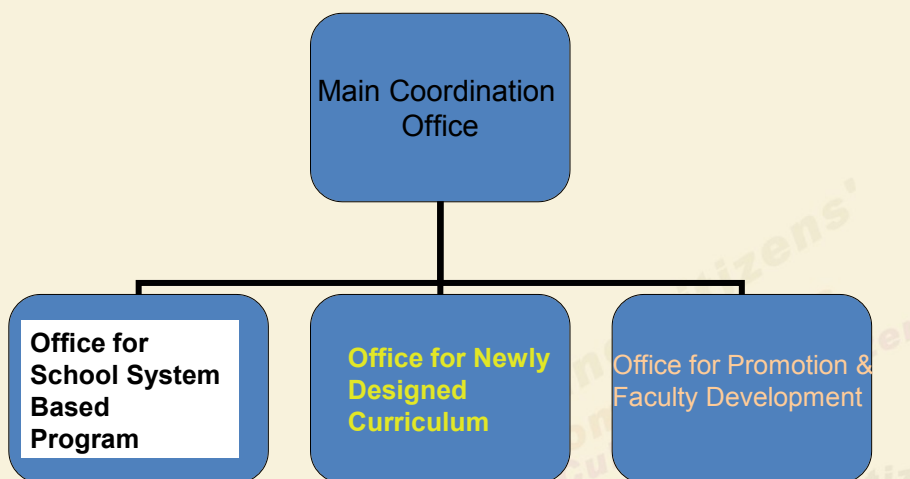 Main Coordination
Office
Office for
School System
Based
Program
Office for Newly
Designed
Curriculum
Office for Promotion &
Faculty Development